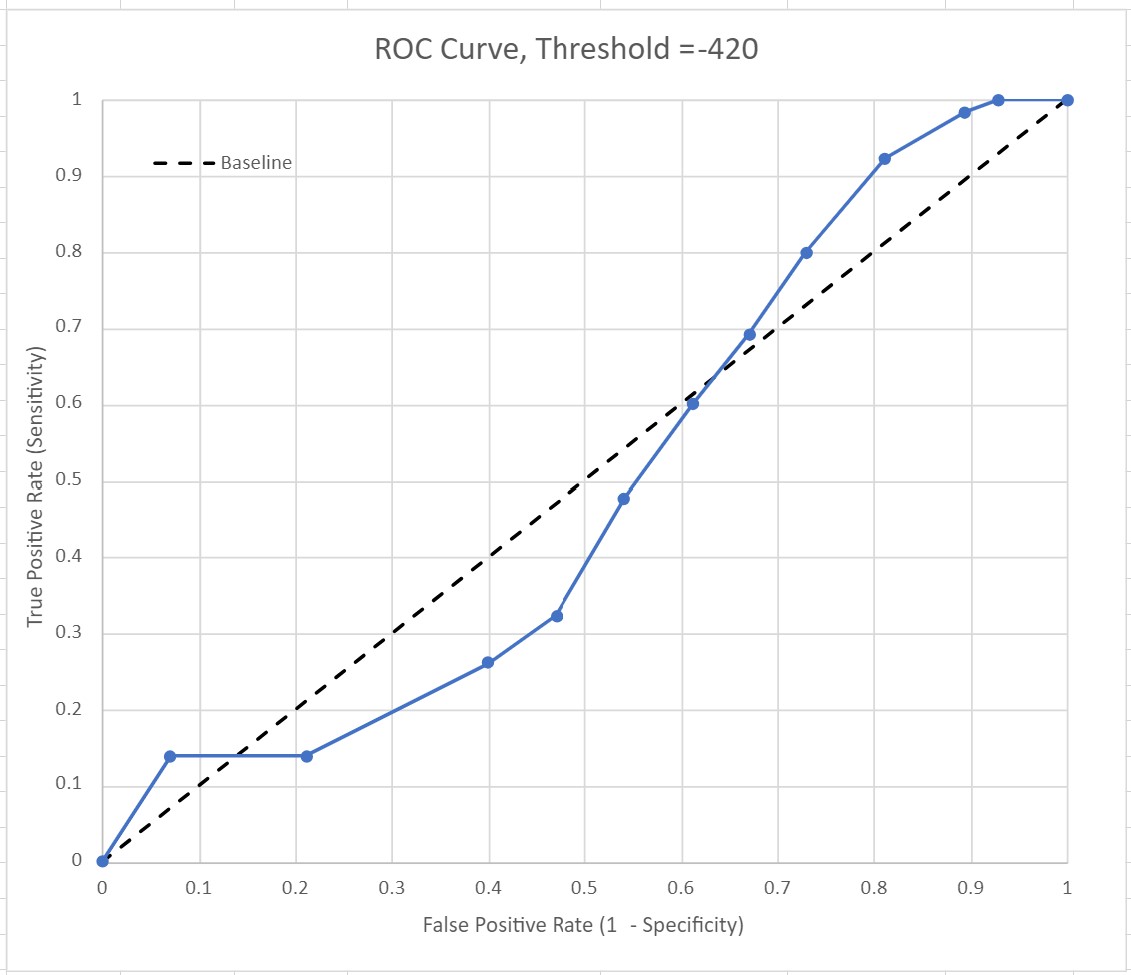 ROC Curve, Threshold =-420
Baseline
True Positive Rate (Sensitivity)
1
0.9
0.8
0.7
0.6
0.5
0.4
0.3
0.2
0.1
0
0 0.1 0.2 0.3 0.4 0.5 0.6 0.7 0.8 0.9 1
False Positive Rate (1  - Specificity)